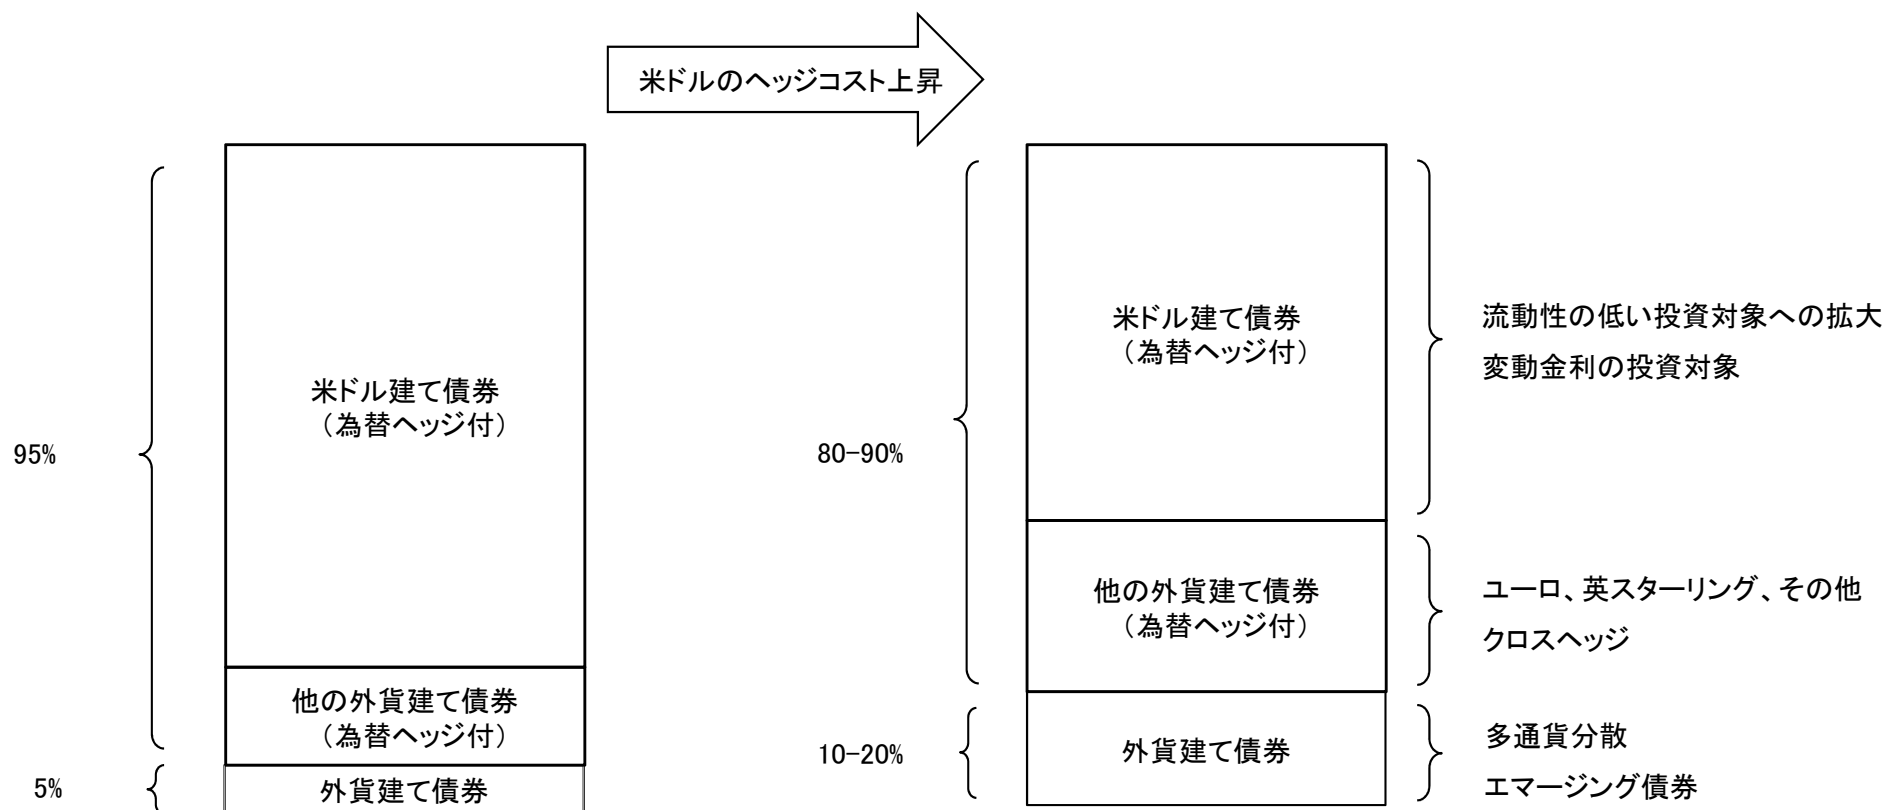 米ドルのヘッジコスト上昇
95%
米ドル建て債券
（為替ヘッジ付）
他の外貨建て債券
（為替ヘッジ付）
5%
外貨建て債券
80-90%
米ドル建て債券
（為替ヘッジ付）
流動性の低い投資対象への拡大
変動金利の投資対象
他の外貨建て債券
（為替ヘッジ付）
ユーロ、英スターリング、その他
クロスヘッジ
10-20%
外貨建て債券
多通貨分散
エマージング債券